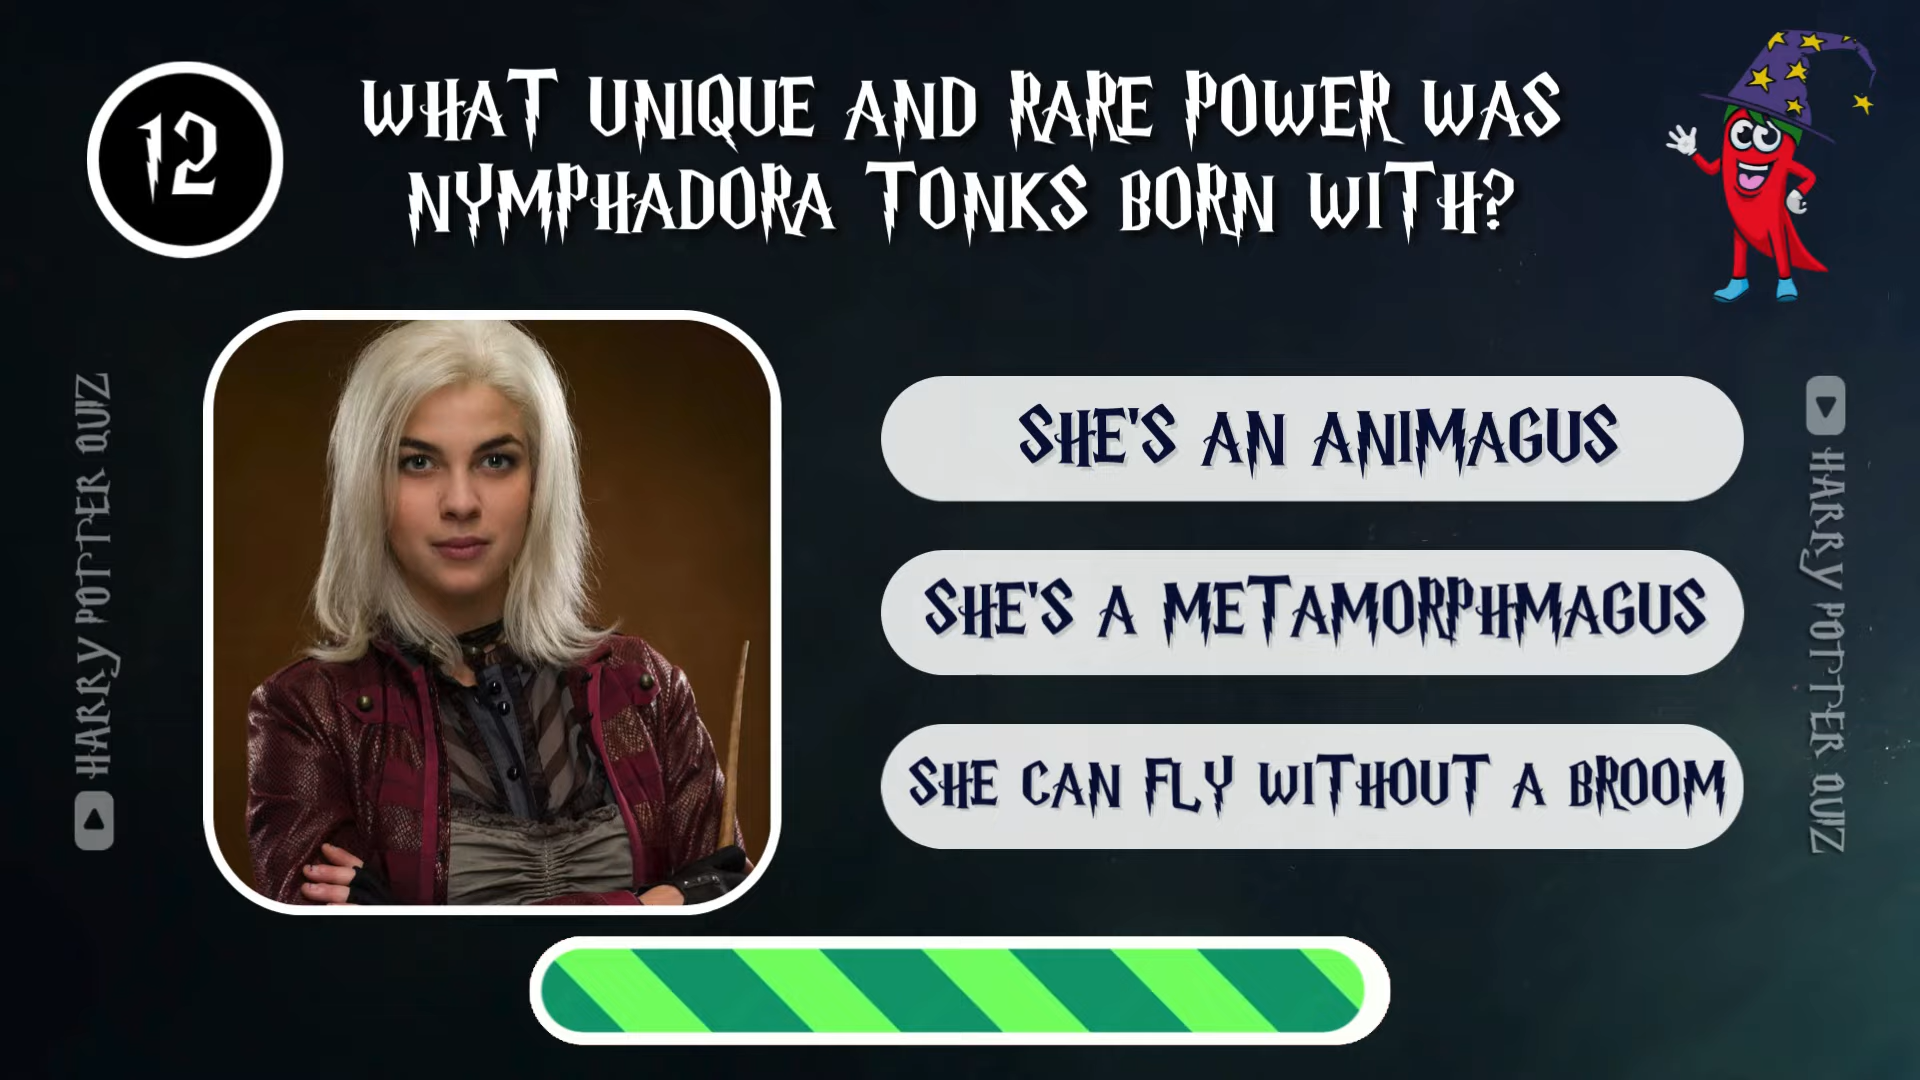 12
WHAT UNIQUE AND RARE POWER WAS
NYMPHADORA TONKS BORN WITH?
HARRY POTTER QUIZ
SHE'S AN ANIMAGUS
SHE'S A METAMORPHMAGUS
SHE CAN FLY WITHOUT A BROOM
HARRY POTTER QUIZ